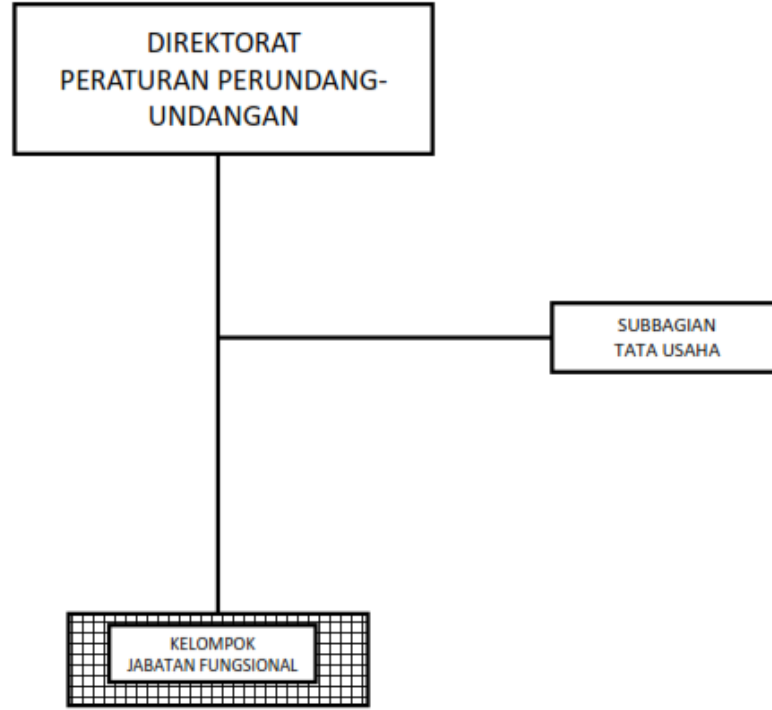 DIREKTORAT
PERATURAN PERUNDANG-
UNDANGAN
SUBBAGIAN
TATA USAHA
KELOMPOK
JABATAN FUNGSIONAL